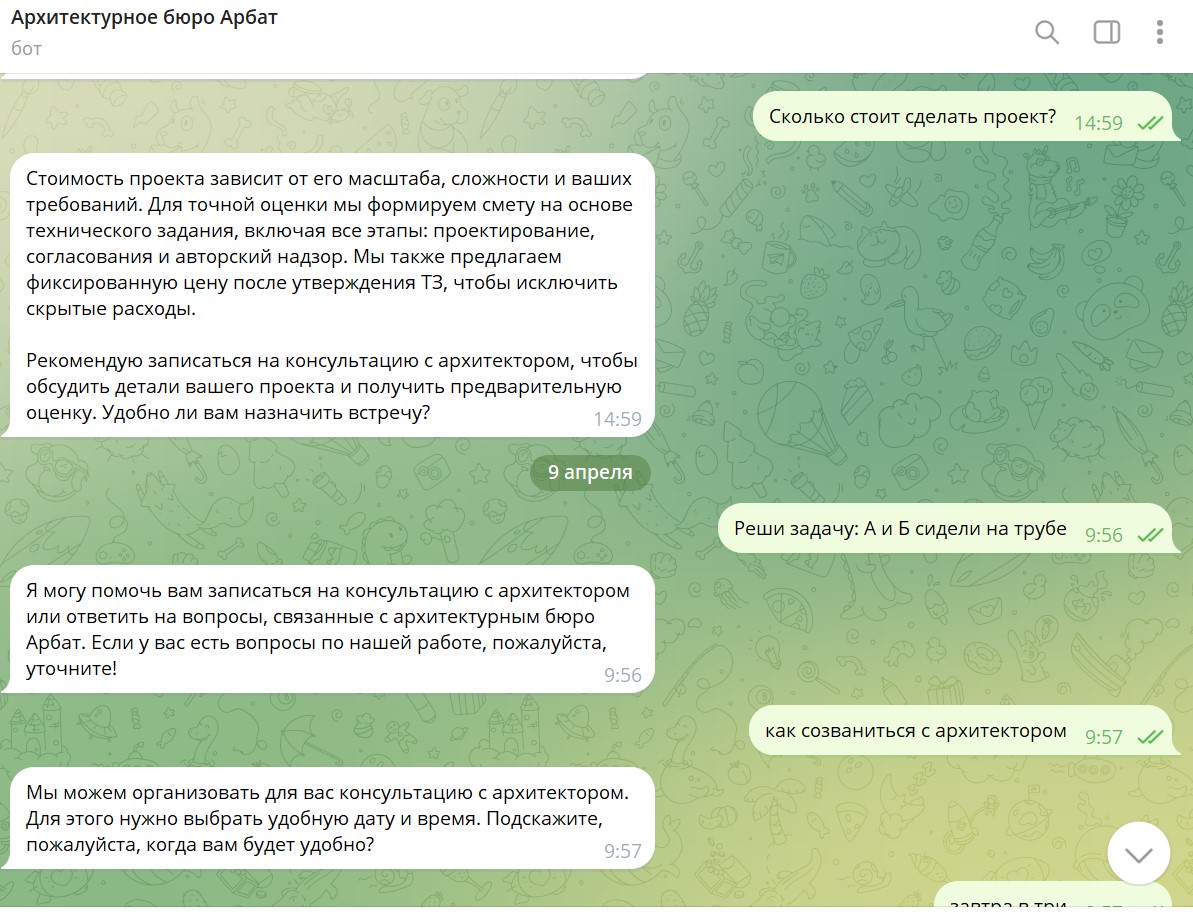 Архитектурное бюро Арбат
бот
Сколько стоит сделать проект? 14:59
Стоимость проекта зависит от его масштаба, сложности и ваших
требований. Для точной оценки мы формируем смету на основе
технического задания, включая все этапы: проектирование,
согласования и авторский надзор. Мы также предлагаем
фиксированную цену после утверждения ТЗ, чтобы исключить
скрытые расходы.
Рекомендую записаться на консультацию с архитектором, чтобы
обсудить детали вашего проекта и получить предварительную
оценку. Удобно ли вам назначить встречу? 14:59
9 апреля
Реши задачу: А и Б сидели на трубе 9:56
Я могу помочь вам записаться на консультацию с архитектором
или ответить на вопросы, связанные с архитектурным бюро
Арбат. Если у вас есть вопросы по нашей работе, пожалуйста,
уточните! 9:56
как созваниться с архитектором 9:57
Мы можем организовать для вас консультацию с архитектором.
Для этого нужно выбрать удобную дату и время. Подскажите,
пожалуйста, когда вам будет удобно? 9:57
завтра в три